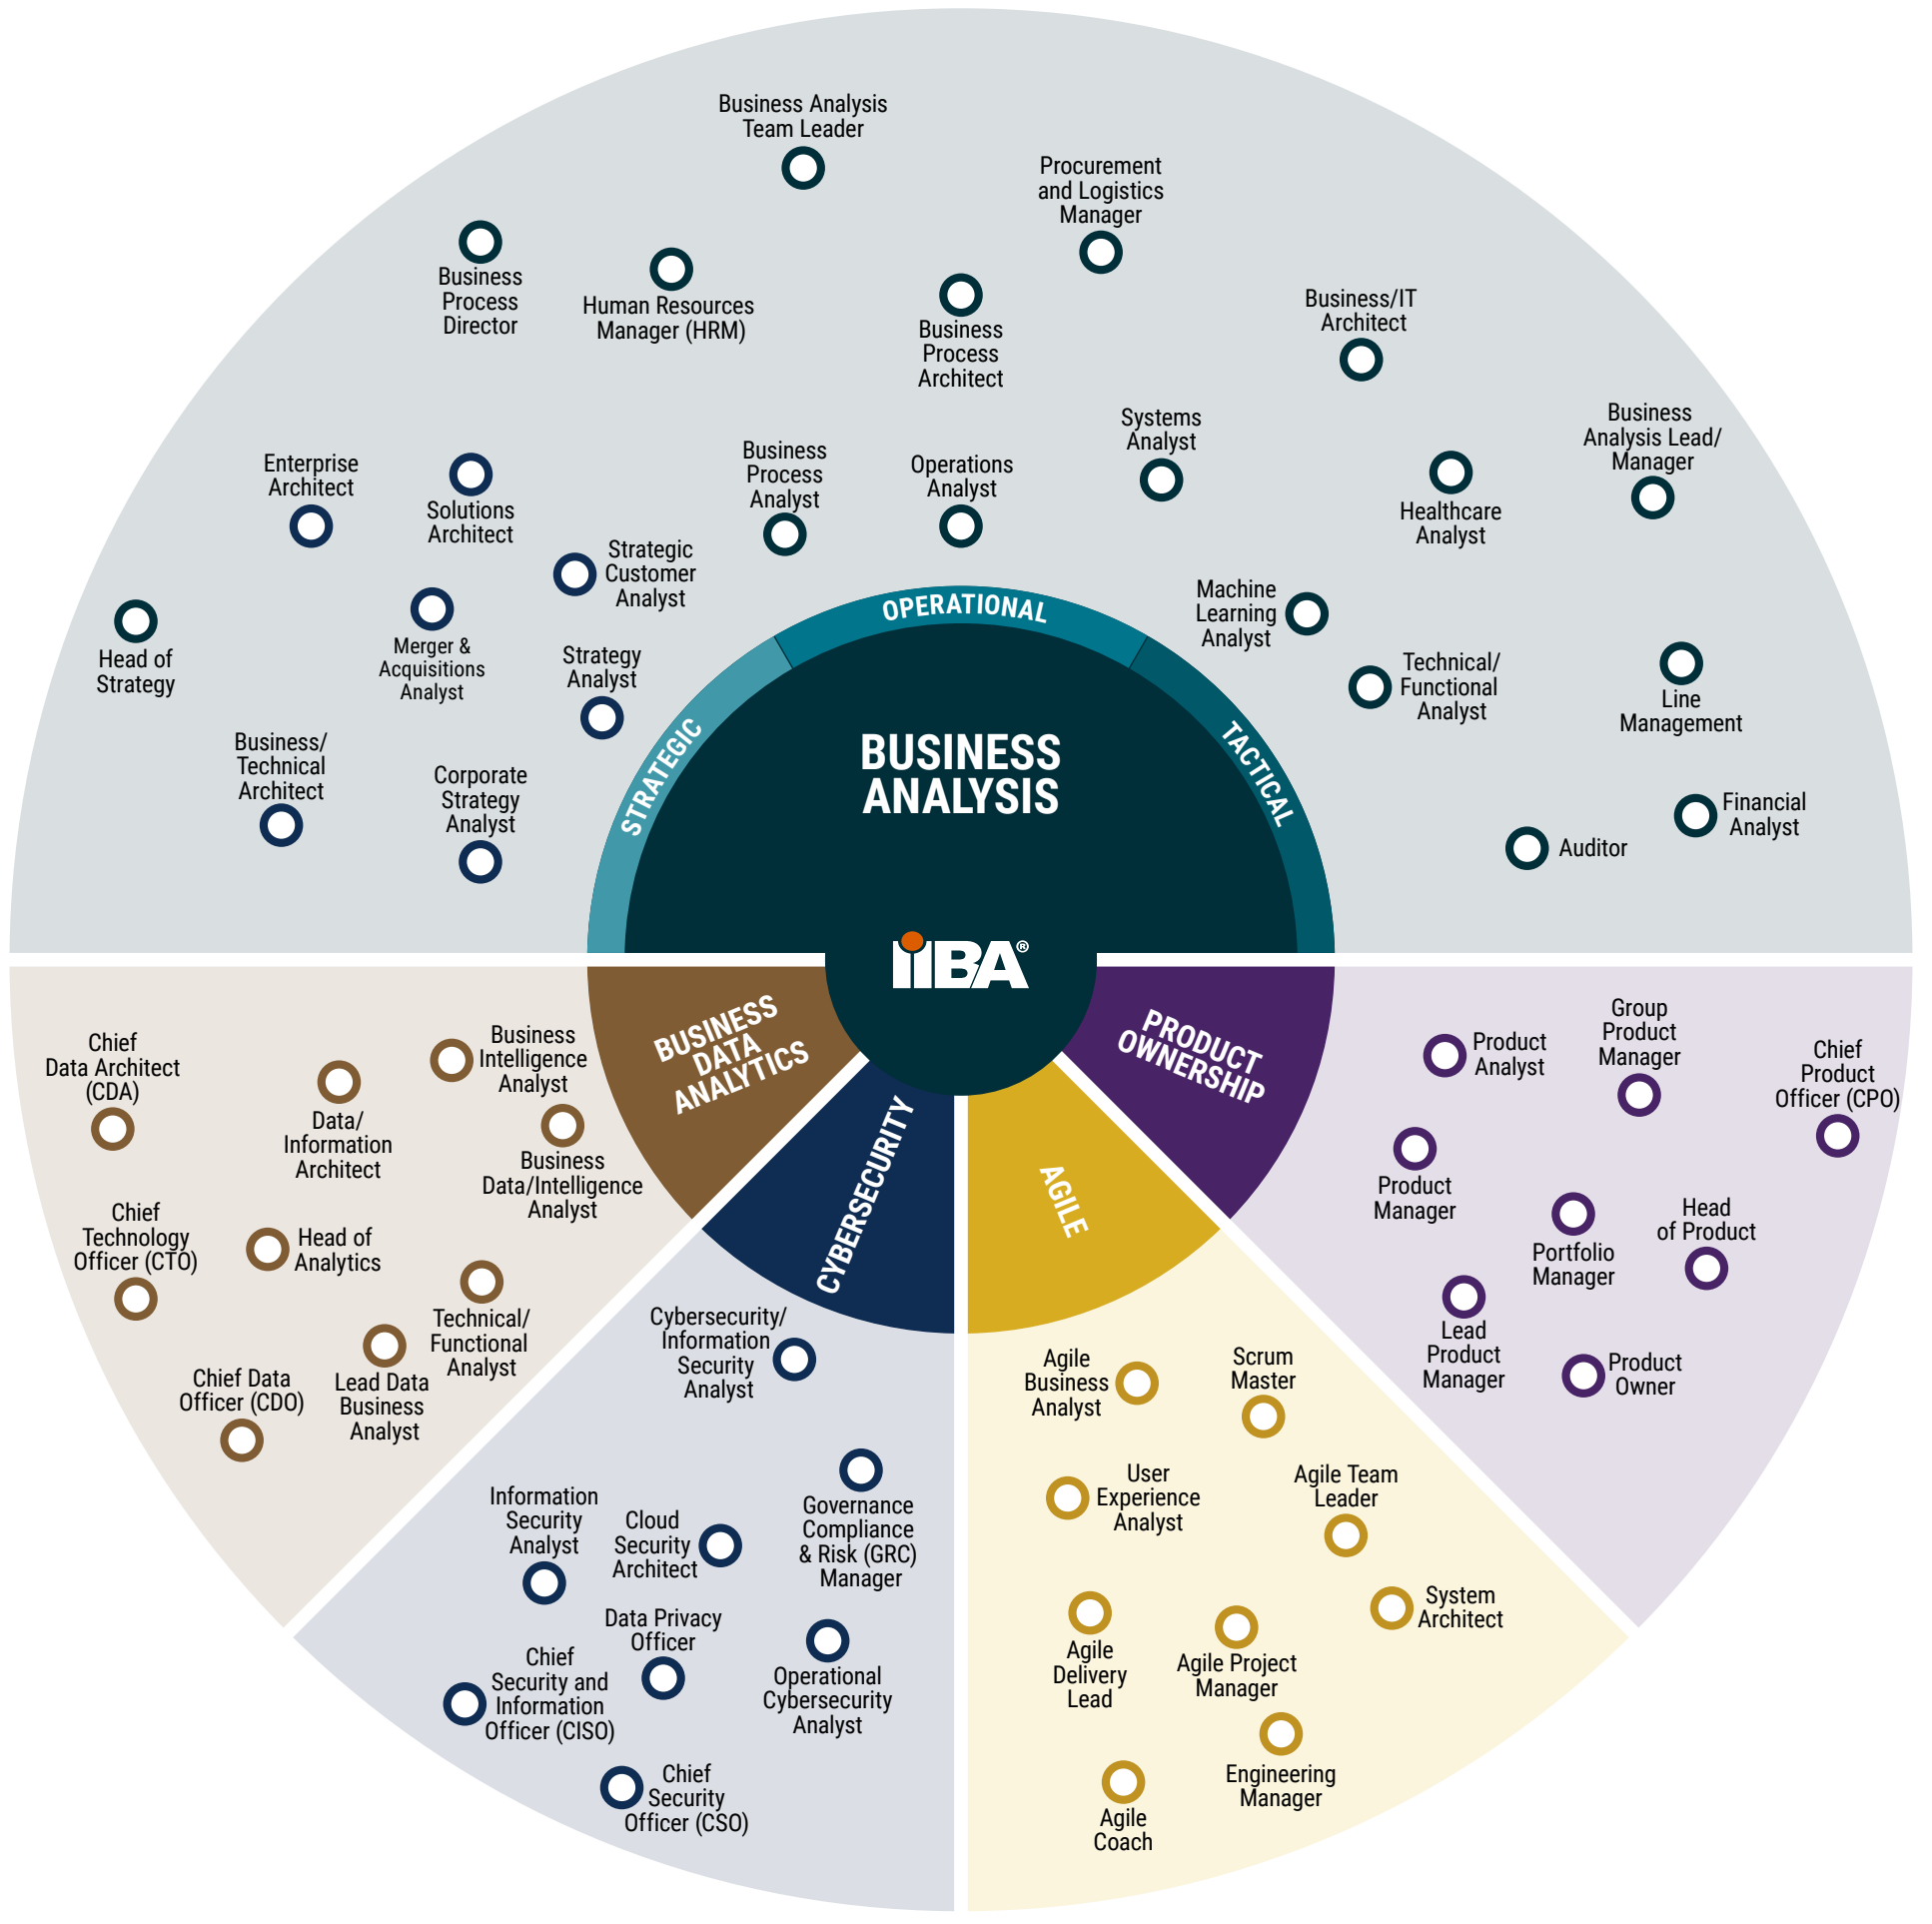 Business Analysis
Team Leader
Procurement
and Logistics
Manager
Business
Process
Director
Human Resources
Manager (HRM)
Business
Process
Architect
Business/IT
Architect
Business
Analysis Lead/
Manager
Enterprise
Architect
Solutions
Architect
Business
Process
Analyst
Operations
Analyst
Systems
Analyst
Healthcare
Analyst
Strategic
Customer
Analyst
Head of
Strategy
Merger &
Acquisitions
Analyst
Strategy
Analyst
Machine
Learning
Analyst
Technical/
Functional
Analyst
Line
Management
Business/
Technical
Architect
Corporate
Strategy
Analyst
Financial
Analyst
Auditor
STRATEGIC
OPERATIONAL
TACTICAL
BUSINESS
ANALYSIS
iiBA®
BUSINESS
DATA
ANALYTICS
CYBERSECURITY
AGILE
PRODUCT
OWNERSHIP
Chief
Data Architect
(CDA)
Data/
Information
Architect
Business
Intelligence
Analyst
Business
Data/Intelligence
Analyst
Chief
Technology
Officer (CTO)
Head of
Analytics
Technical/
Functional
Analyst
Chief Data
Officer (CDO)
Lead Data
Business
Analyst
Cybersecurity/
Information
Security
Analyst
Information
Security
Analyst
Cloud
Security
Architect
Governance
Compliance
& Risk (GRC)
Manager
Data Privacy
Officer
Chief
Security and
Information
Officer (CISO)
Operational
Cybersecurity
Analyst
Chief
Security
Officer (CSO)
Agile
Business
Analyst
Scrum
Master
User
Experience
Analyst
Agile Team
Leader
System
Architect
Agile
Delivery
Lead
Agile Project
Manager
Engineering
Manager
Agile
Coach
Product
Analyst
Group
Product
Manager
Chief
Product
Officer (CPO)
Product
Manager
Portfolio
Manager
Head
of Product
Lead
Product
Manager
Product
Owner